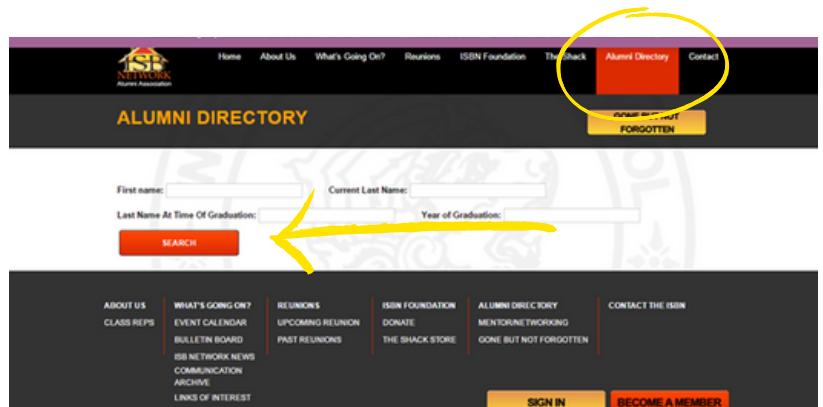 ISB
NETWORK
Alumni Association
Home About Us What's Going On? Reunions ISBN Foundation The Shack Alumni Directory Contact
ALUMNI DIRECTORY
GONE BUT NOT
FORGOTTEN
First name: Current Last Name:
Last Name At Time Of Graduation: Year of Graduation:
SEARCH
ABOUT US WHAT'S GOING ON? REUNIONS ISBN FOUNDATION ALUMNI DIRECTORY CONTACT THE ISBN
CLASS REPS EVENT CALENDAR UPCOMING REUNION DONATE MENTOR/NETWORKING
BULLETIN BOARD PAST REUNIONS THE SHACK STORE GONE BUT NOT FORGOTTEN
ISB NETWORK NEWS
COMMUNICATION
ARCHIVE
LINKS OF INTEREST
SIGN IN BECOME A MEMBER